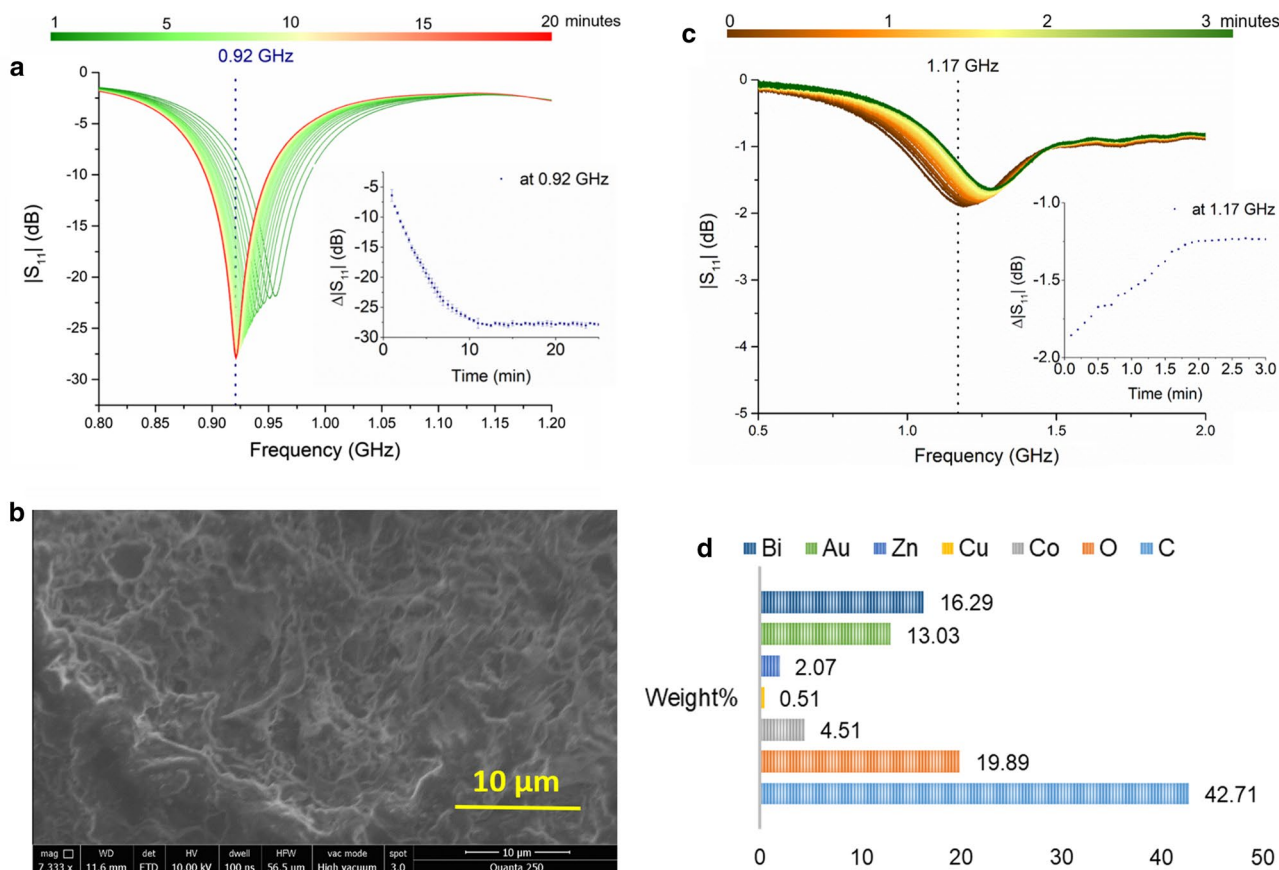 1 5 10 15 20 minutes
a
0.92 GHz
0
-5
-10
-15
-20
-25
-30
|S11| (dB)
0.80 0.85 0.90 0.95 1.00 1.05 1.10 1.15 1.20
Frequency (GHz)
at 0.92 GHz
-5
-10
-15
-20
-25
-30
Δ|S11| (dB)
0 10 20
Time (min)
c
0 1 2 3 minutes
1.17 GHz
0
-1
-2
-3
-4
-5
|S11| (dB)
0.5 1.0 1.5 2.0
Frequency (GHz)
at 1.17 GHz
-1.0
-1.5
-2.0
Δ|S11| (dB)
0.0 0.5 1.0 1.5 2.0 2.5 3.0
Time (min)
b
10 µm
mag WD det HV dwell HFW vac mode spot 10 µm
7 333 x 11.6 mm ETD 10.00 kV 100 ns 56.5 µm High vacuum 3.0 Quanta 250
d
Bi Au Zn Cu Co O C
16.29
13.03
2.07
0.51
4.51
19.89
42.71
Weight%
0 10 20 30 40 50